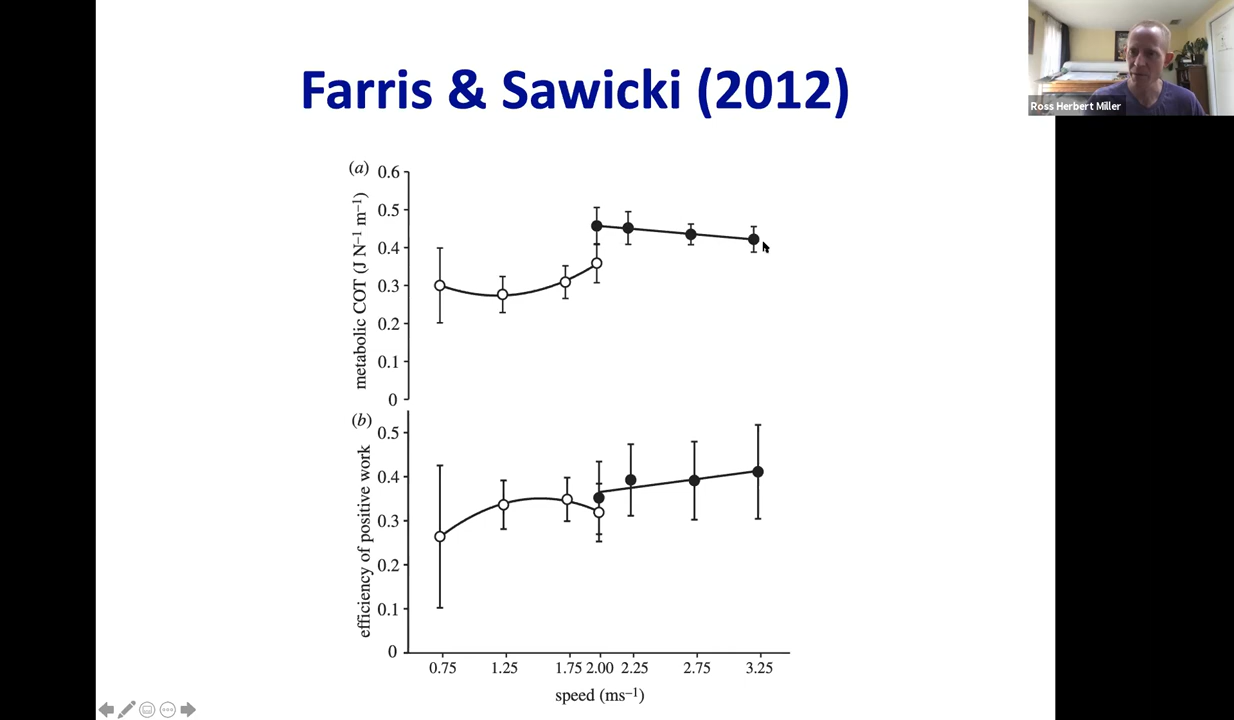 Farris & Sawicki (2012)
Ross Herbert Miller
(a)
0.6
0.5
0.4
0.3
0.2
0.1
0
metabolic COT (J N⁻¹ m⁻¹)
(b)
0.5
0.4
0.3
0.2
0.1
0
efficiency of positive work
0.75 1.25 1.75 2.00 2.25 2.75 3.25
speed (ms⁻¹)